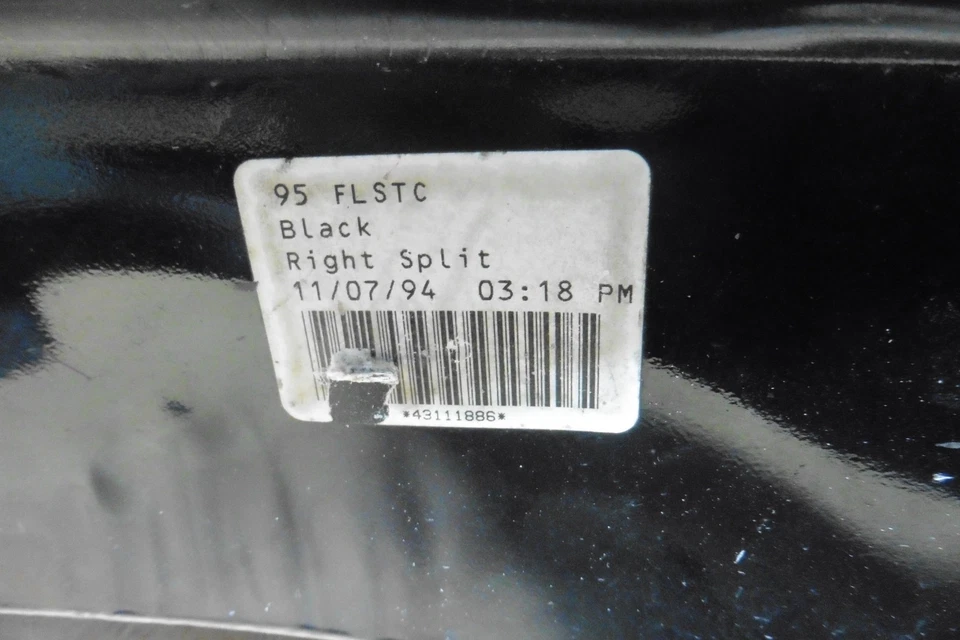 95 FLSTC
Black
Right Split
11/07/94 03:18 PM
*43111886*